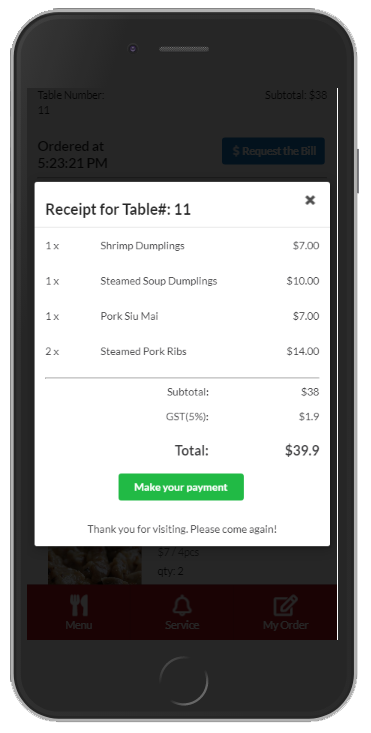 Table Number:
11
Subtotal: $38
Ordered at
5:23:21 PM
$ Request the Bill
Receipt for Table#: 11
1 x Shrimp Dumplings $7.00
1 x Steamed Soup Dumplings $10.00
1 x Pork Siu Mai $7.00
2 x Steamed Pork Ribs $14.00
Subtotal: $38
GST(5%): $1.9
Total: $39.9
Make your payment
Thank you for visiting. Please come again!
$7 / 4pcs
qty: 2
Menu
Service
My Order